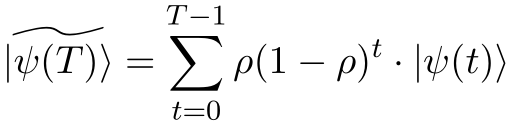 $|\widetilde{\psi(T)}\rangle = \sum_{t=0}^{T-1} \rho(1-\rho)^t \cdot |\psi(t)\rangle$